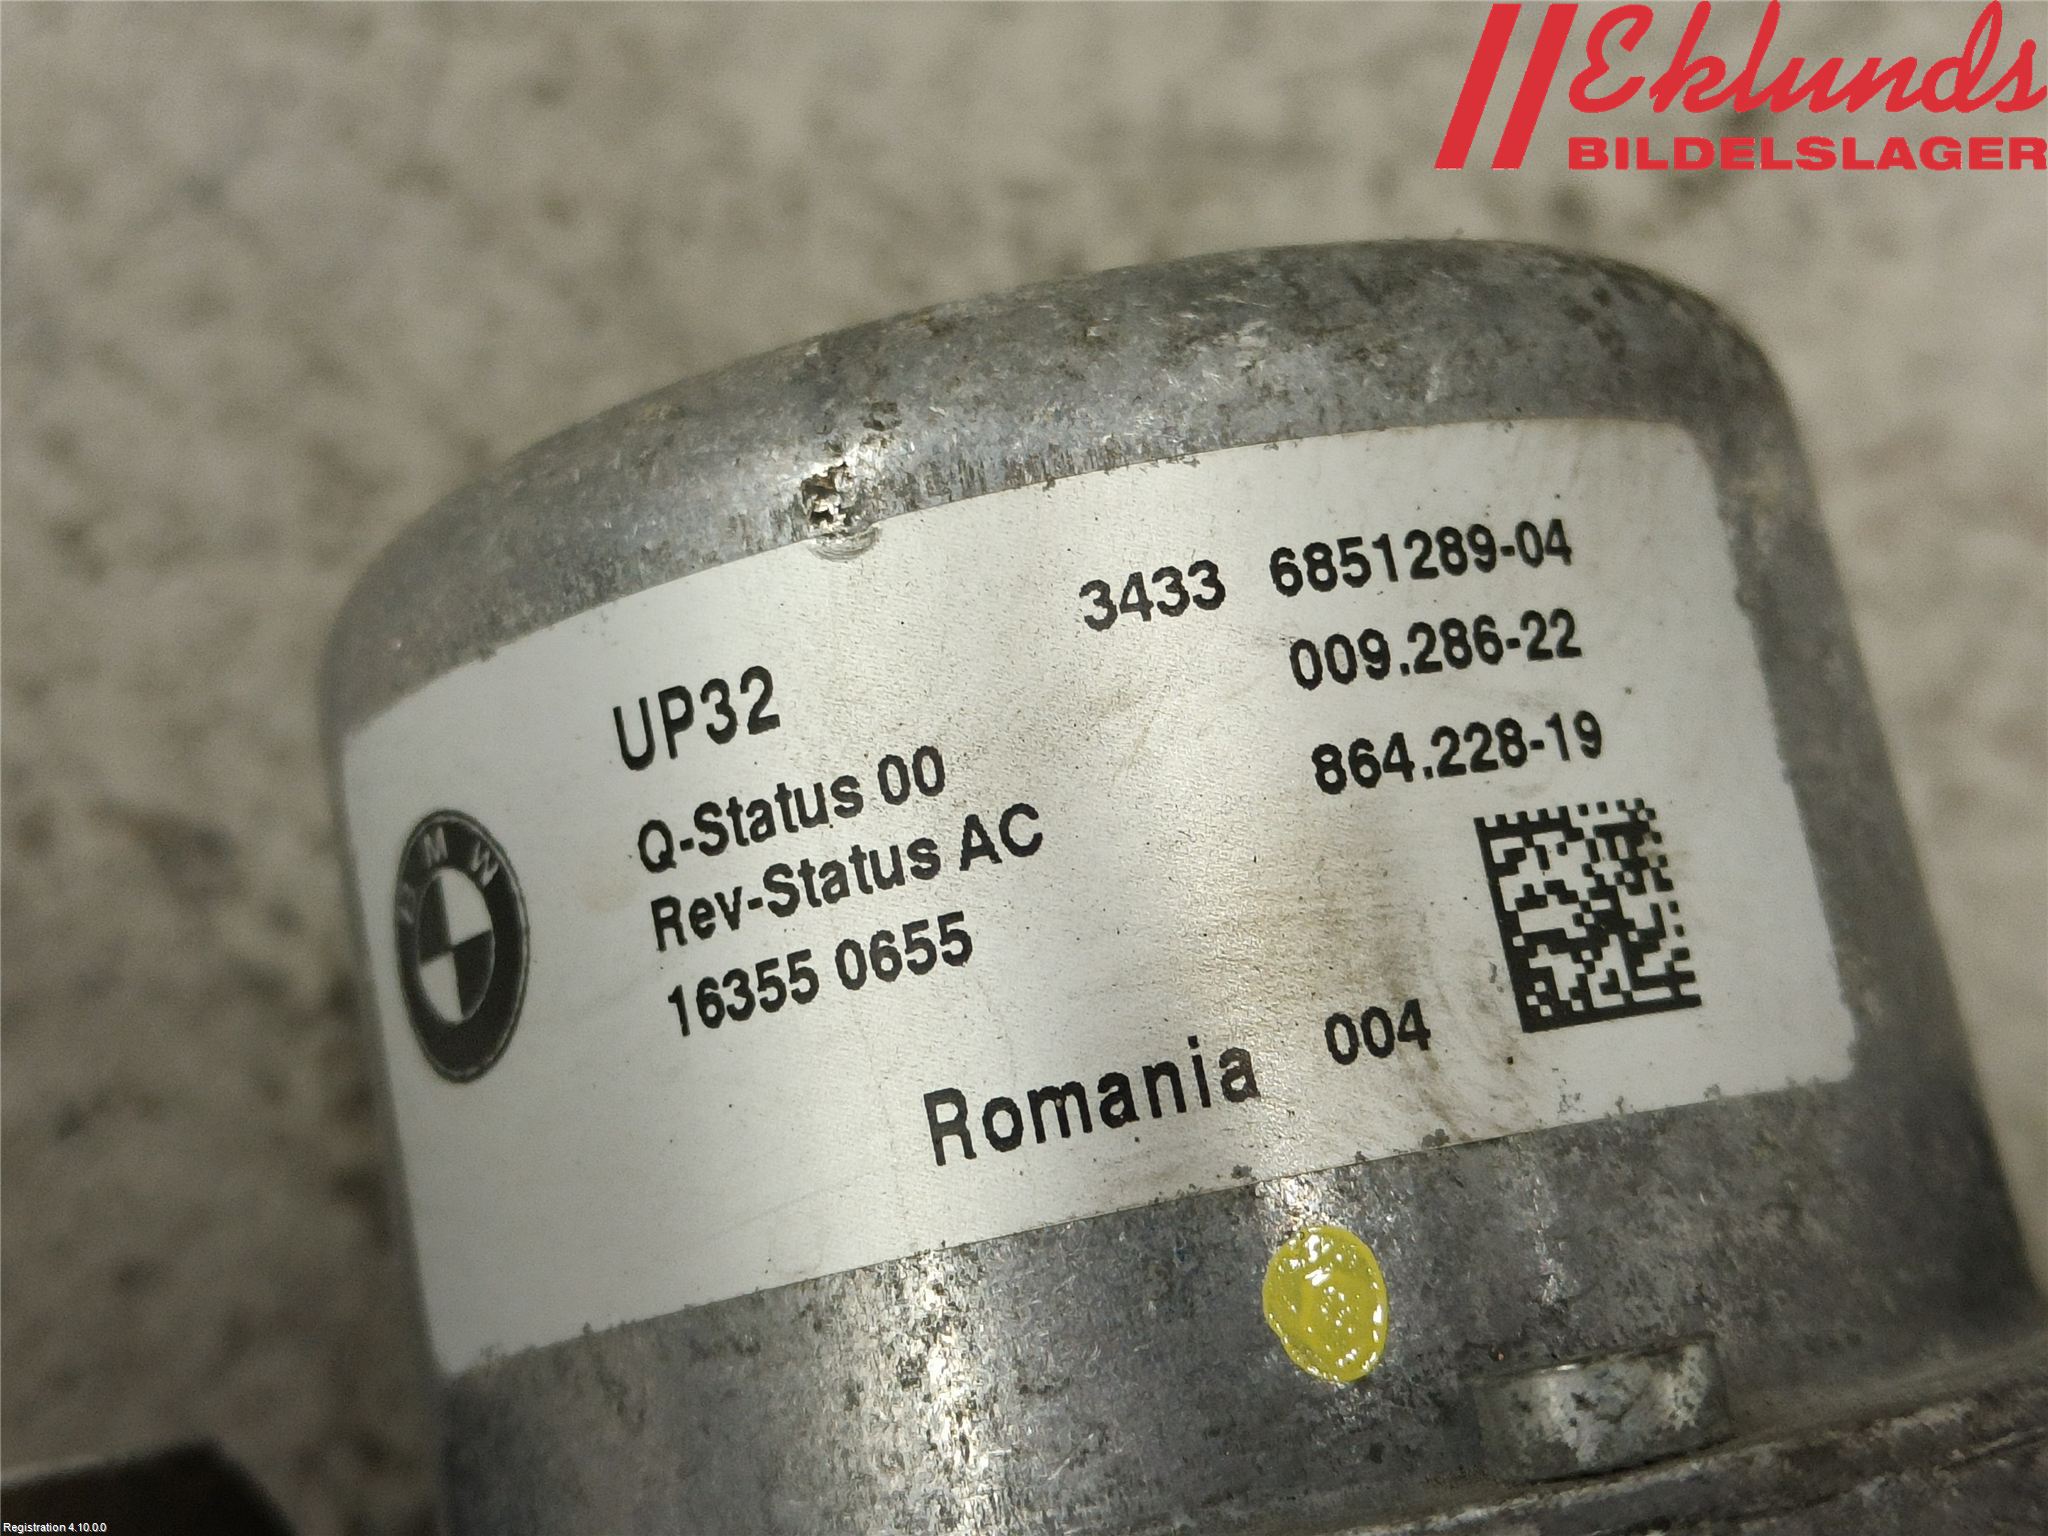 Eklunds
BILDELSLAGER
3433 6851289-04
009.286-22
864.228-19
UP32
Q-Status 00
Rev-Status AC
16355 0655
BMW
Romania 004
Registration 4.10.0.0